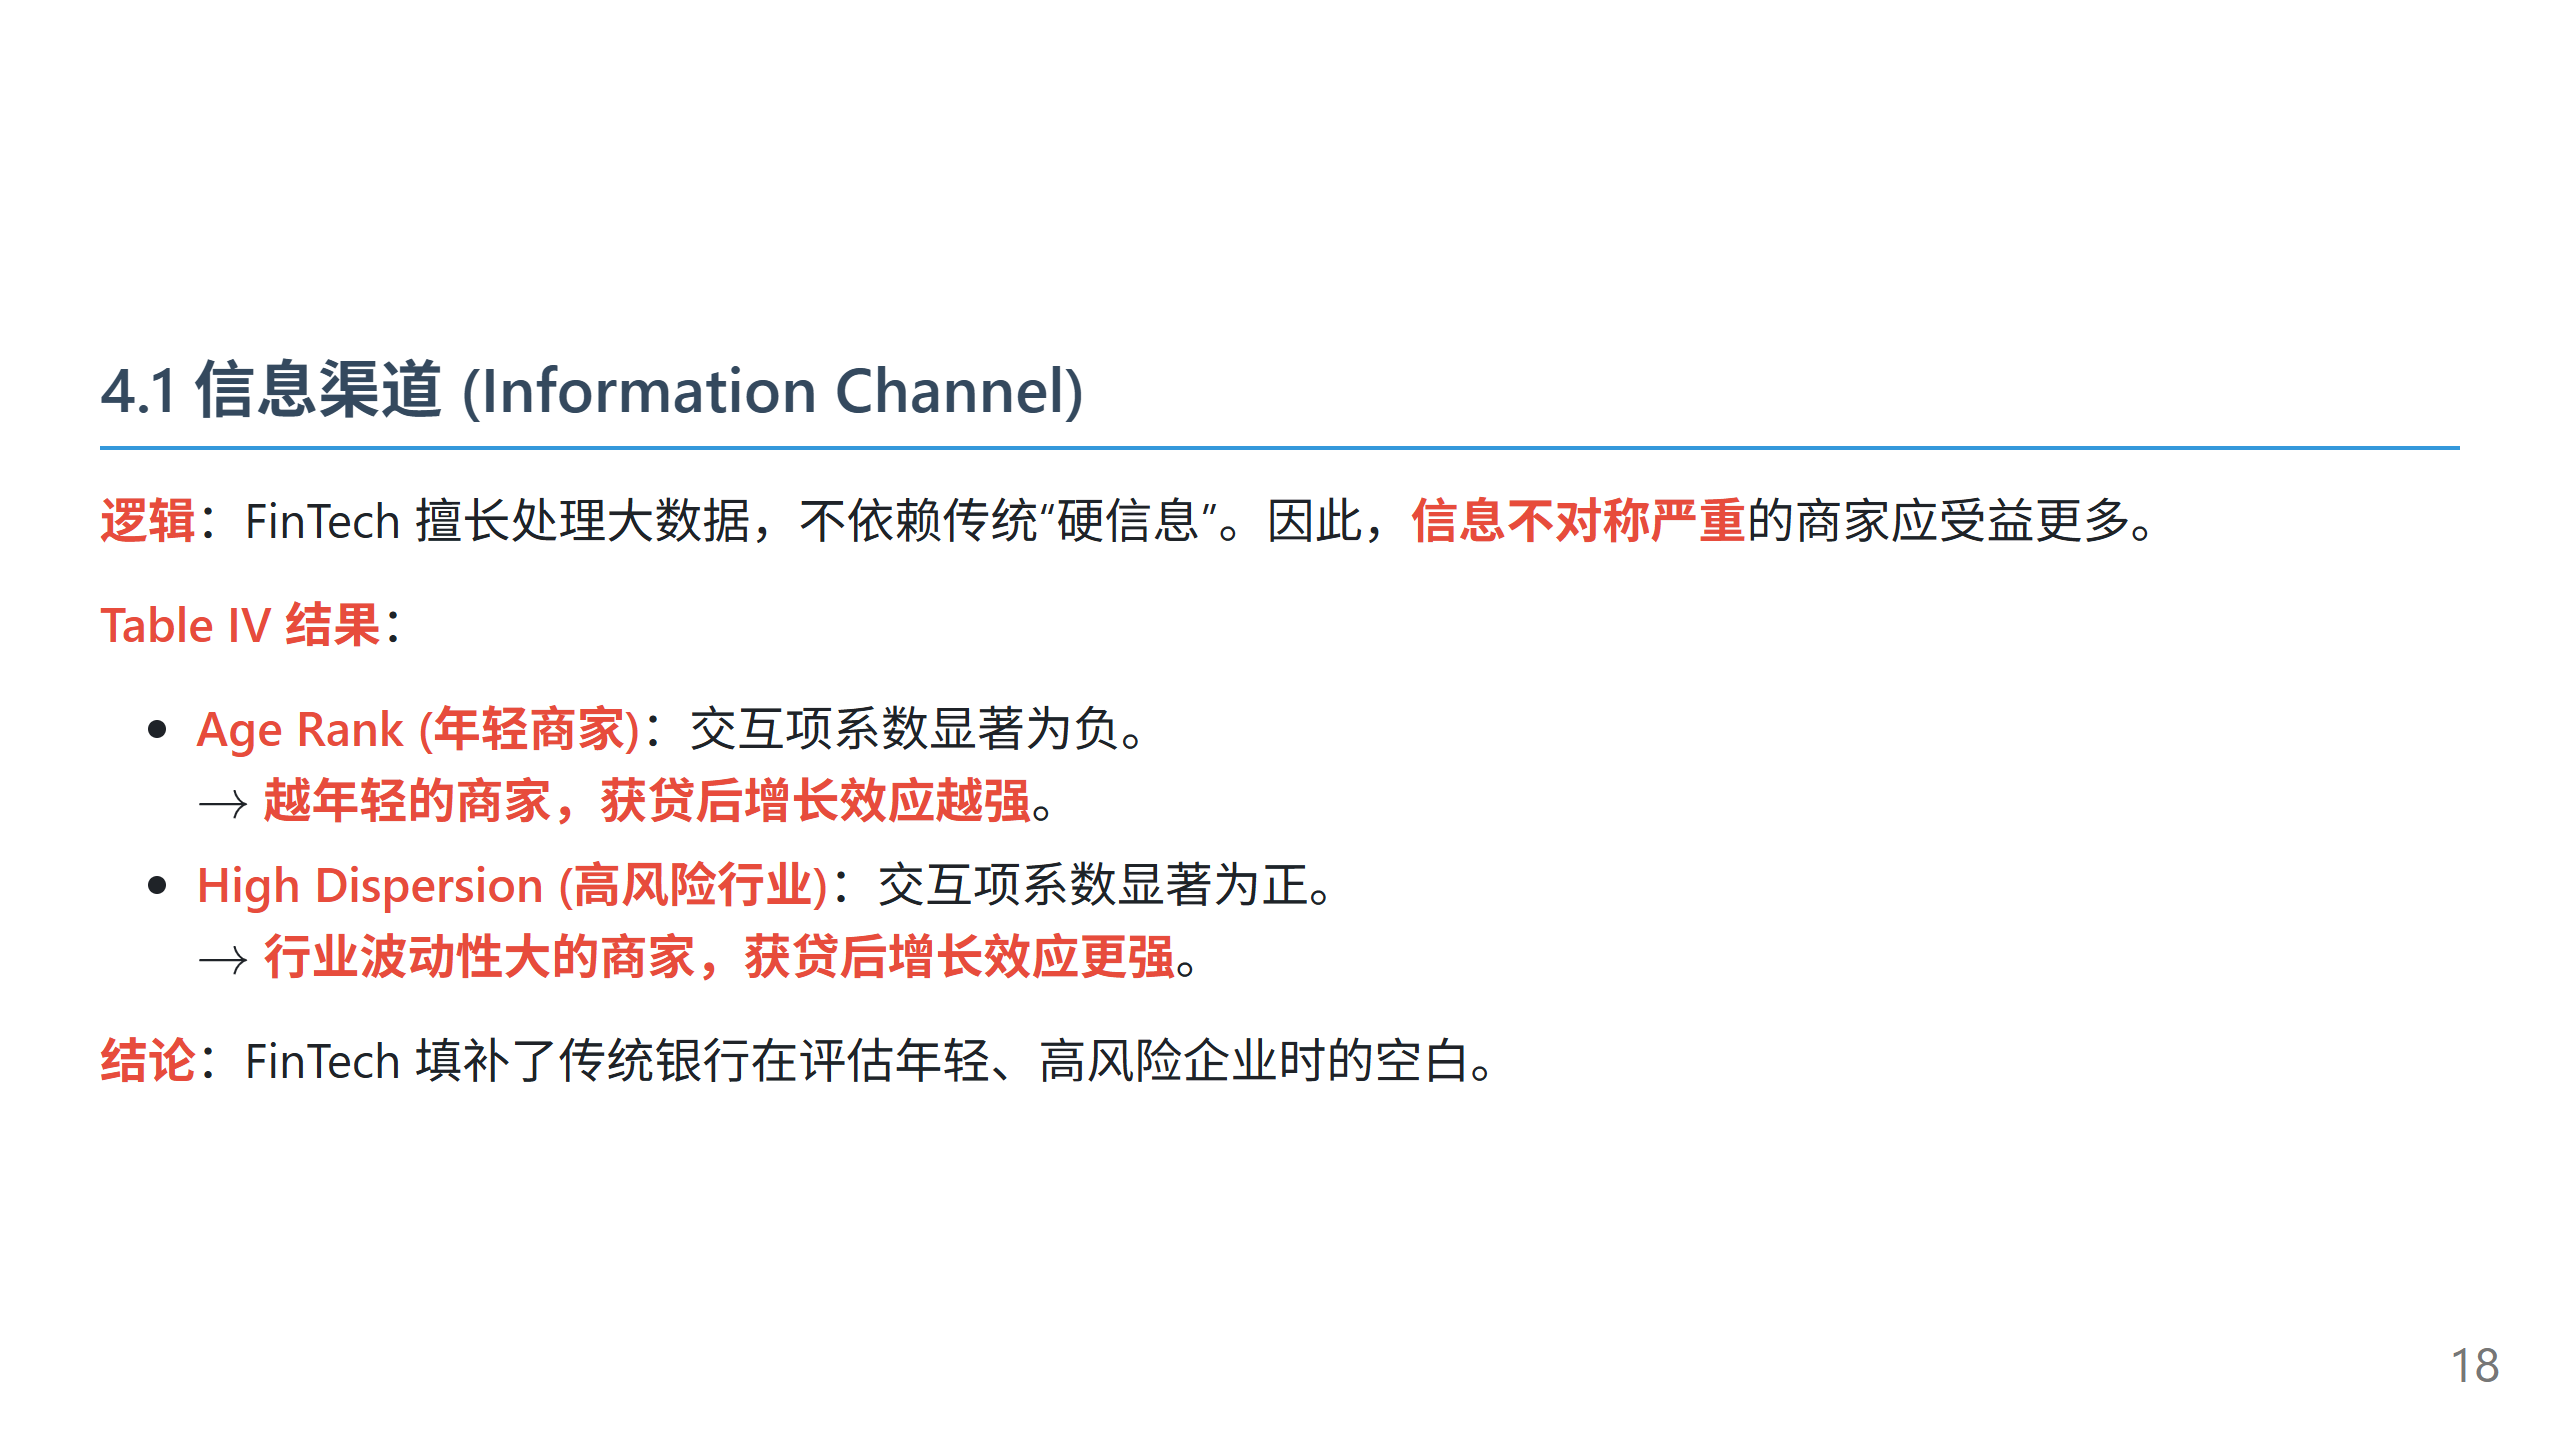 4.1 信息渠道 (Information Channel)
逻辑：FinTech 擅长处理大数据，不依赖传统“硬信息”。因此，信息不对称严重的商家应受益更多。
Table IV 结果：
• Age Rank (年轻商家)：交互项系数显著为负。
→ 越年轻的商家，获贷后增长效应越强。
• High Dispersion (高风险行业)：交互项系数显著为正。
→ 行业波动性大的商家，获贷后增长效应更强。
结论：FinTech 填补了传统银行在评估年轻、高风险企业时的空白。
18